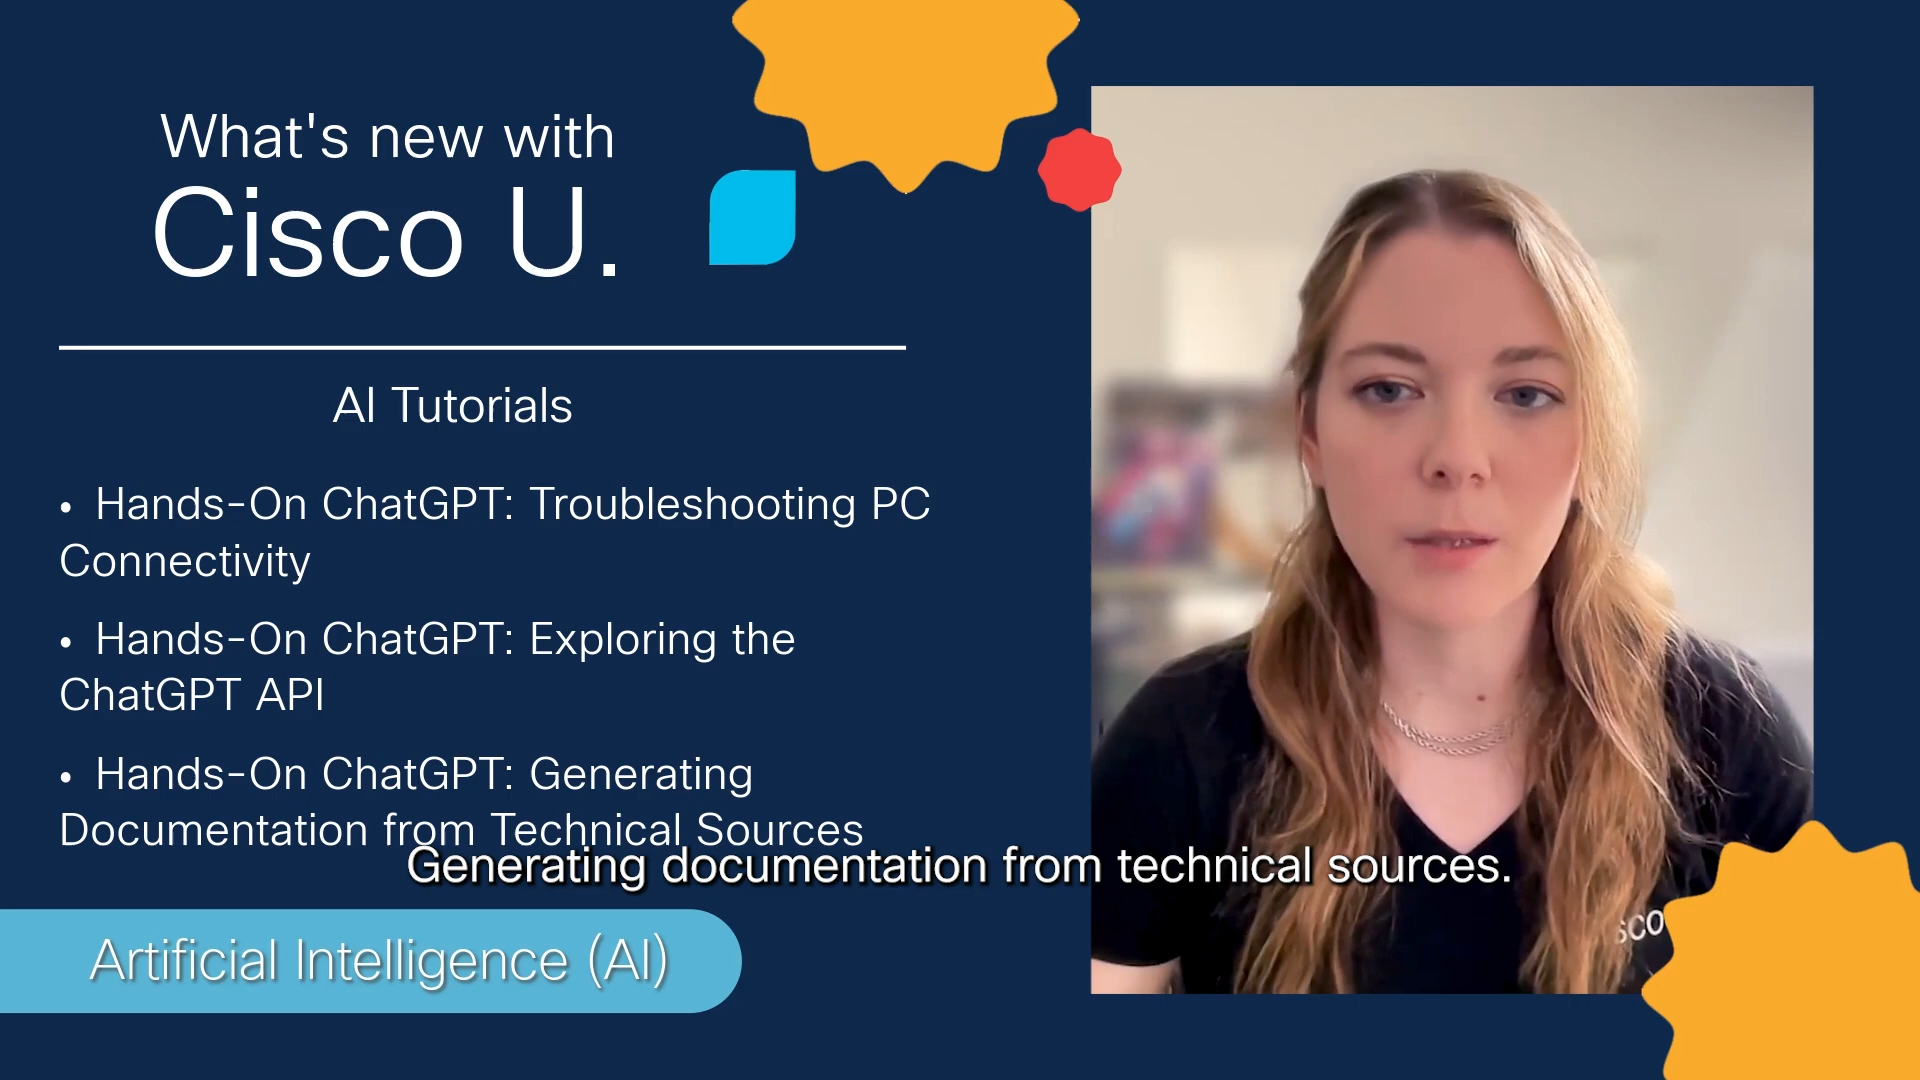 What's new with
Cisco U.
AI Tutorials
• Hands-On ChatGPT: Troubleshooting PC
Connectivity
• Hands-On ChatGPT: Exploring the
ChatGPT API
• Hands-On ChatGPT: Generating
Documentation from Technical Sources
Generating documentation from technical sources.
sco
Artificial Intelligence (AI)